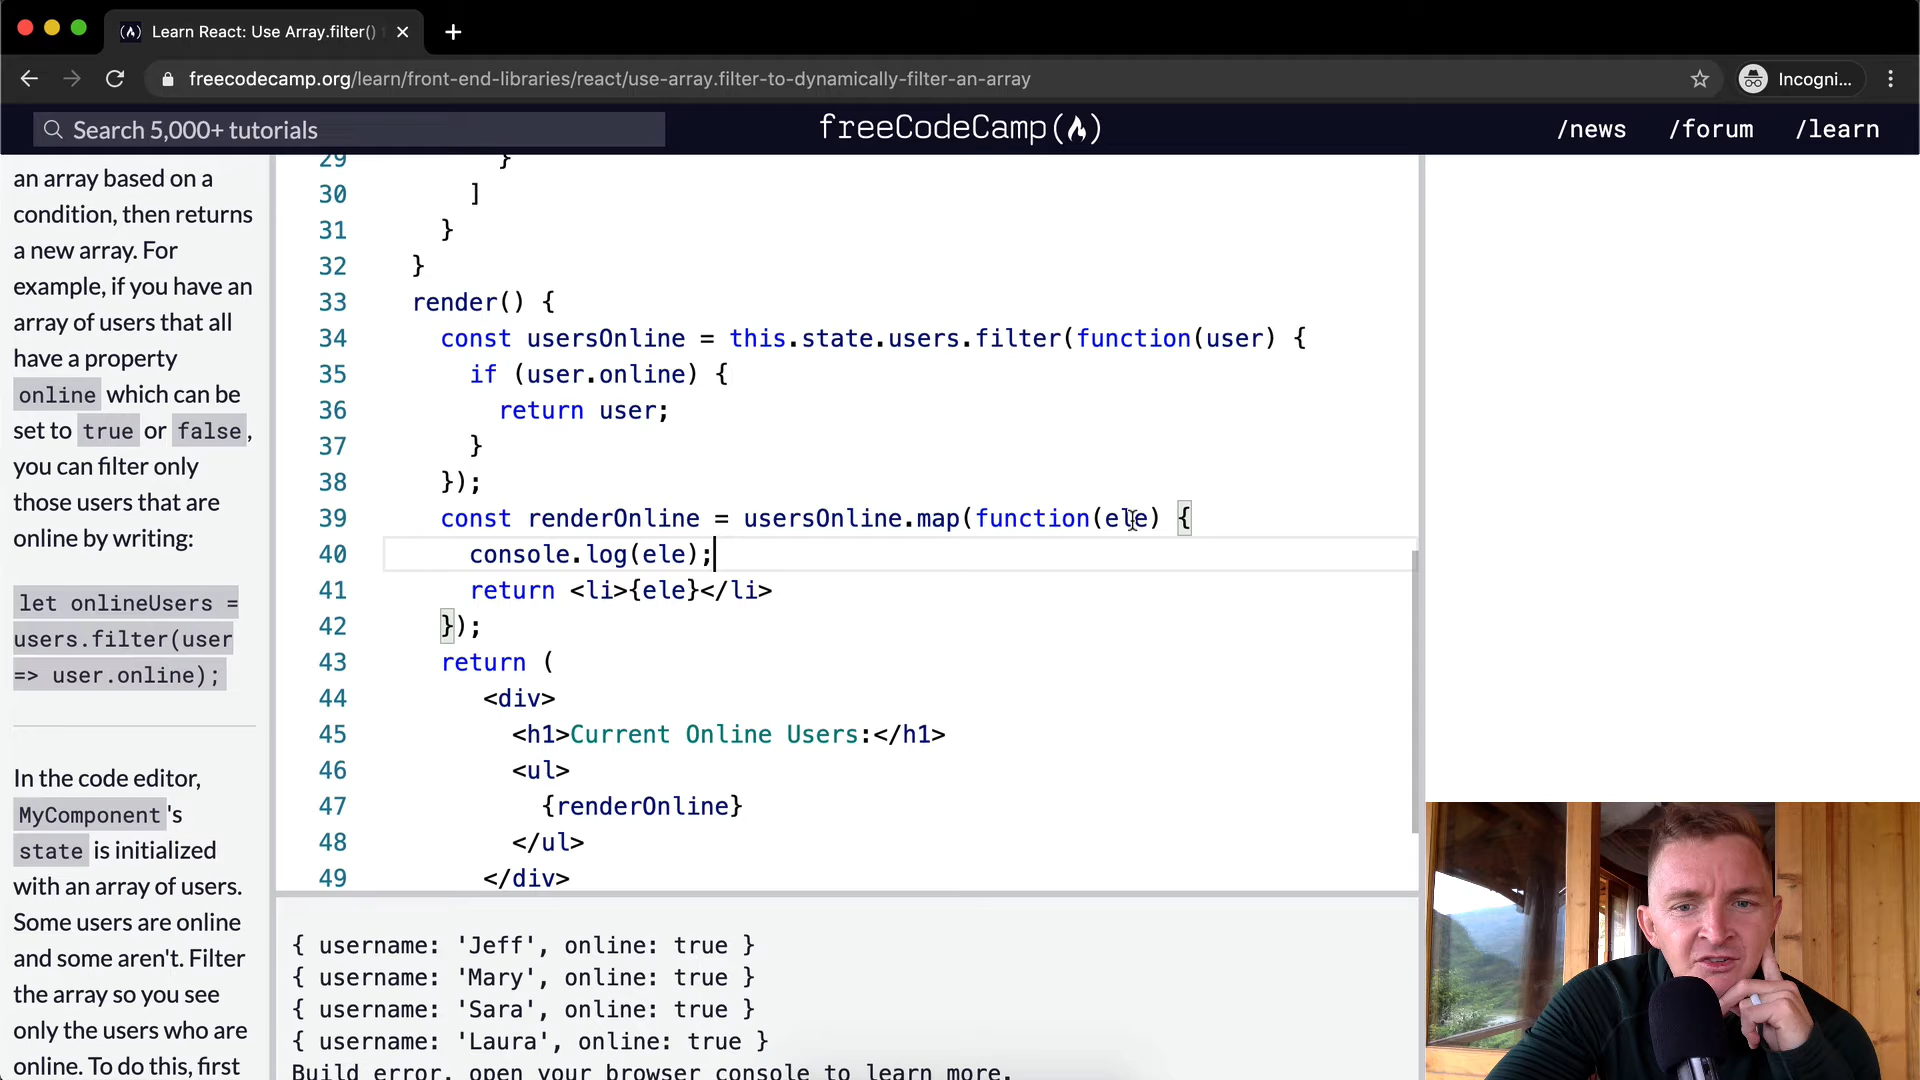 Learn React: Use Array.filter()
freecodecamp.org/learn/front-end-libraries/react/use-array.filter-to-dynamically-filter-an-array
Incogni...
Search 5,000+ tutorials
freeCodeCamp
/news /forum /learn
an array based on a
condition, then returns
a new array. For
example, if you have an
array of users that all
have a property
online which can be
set to true or false,
you can filter only
those users that are
online by writing:
let onlineUsers =
users.filter(user
=> user.online);
In the code editor,
MyComponent's
state is initialized
with an array of users.
Some users are online
and some aren't. Filter
the array so you see
only the users who are
online. To do this, first
29 }
30 ]
31 }
32 }
33 render() {
34 const usersOnline = this.state.users.filter(function(user) {
35 if (user.online) {
36 return user;
37 }
38 });
39 const renderOnline = usersOnline.map(function(ele) {
40 console.log(ele);
41 return <li>{ele}</li>
42 });
43 return (
44 <div>
45 <h1>Current Online Users:</h1>
46 <ul>
47 {renderOnline}
48 </ul>
49 </div>
{ username: 'Jeff', online: true }
{ username: 'Mary', online: true }
{ username: 'Sara', online: true }
{ username: 'Laura', online: true }
Build error, open your browser console to learn more.